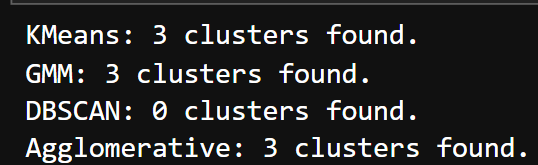 KMeans: 3 clusters found.
GMM: 3 clusters found.
DBSCAN: 0 clusters found.
Agglomerative: 3 clusters found.